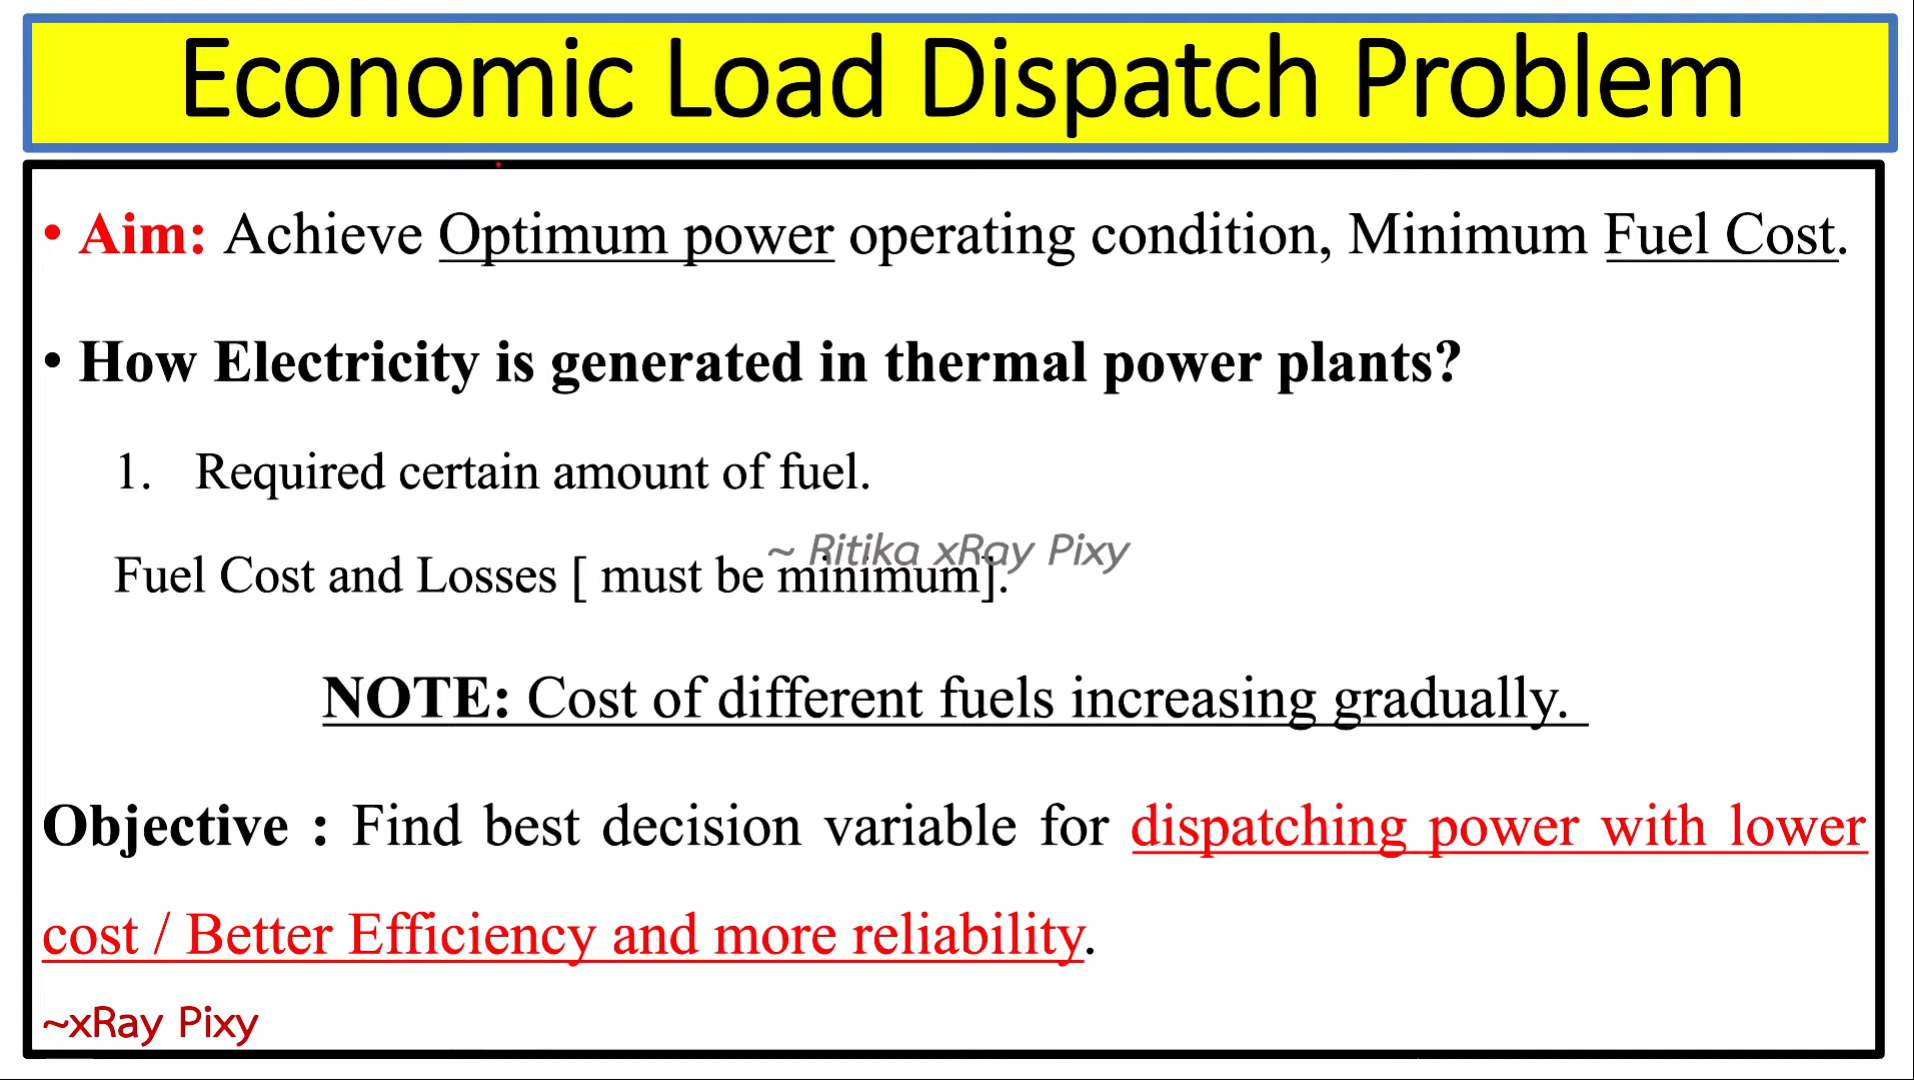 Economic Load Dispatch Problem
• Aim: Achieve Optimum power operating condition, Minimum Fuel Cost.
• How Electricity is generated in thermal power plants?
1. Required certain amount of fuel.
~ Ritika xRay Pixy
Fuel Cost and Losses [ must be minimum].
NOTE: Cost of different fuels increasing gradually.
Objective : Find best decision variable for dispatching power with lower
cost / Better Efficiency and more reliability.
~xRay Pixy